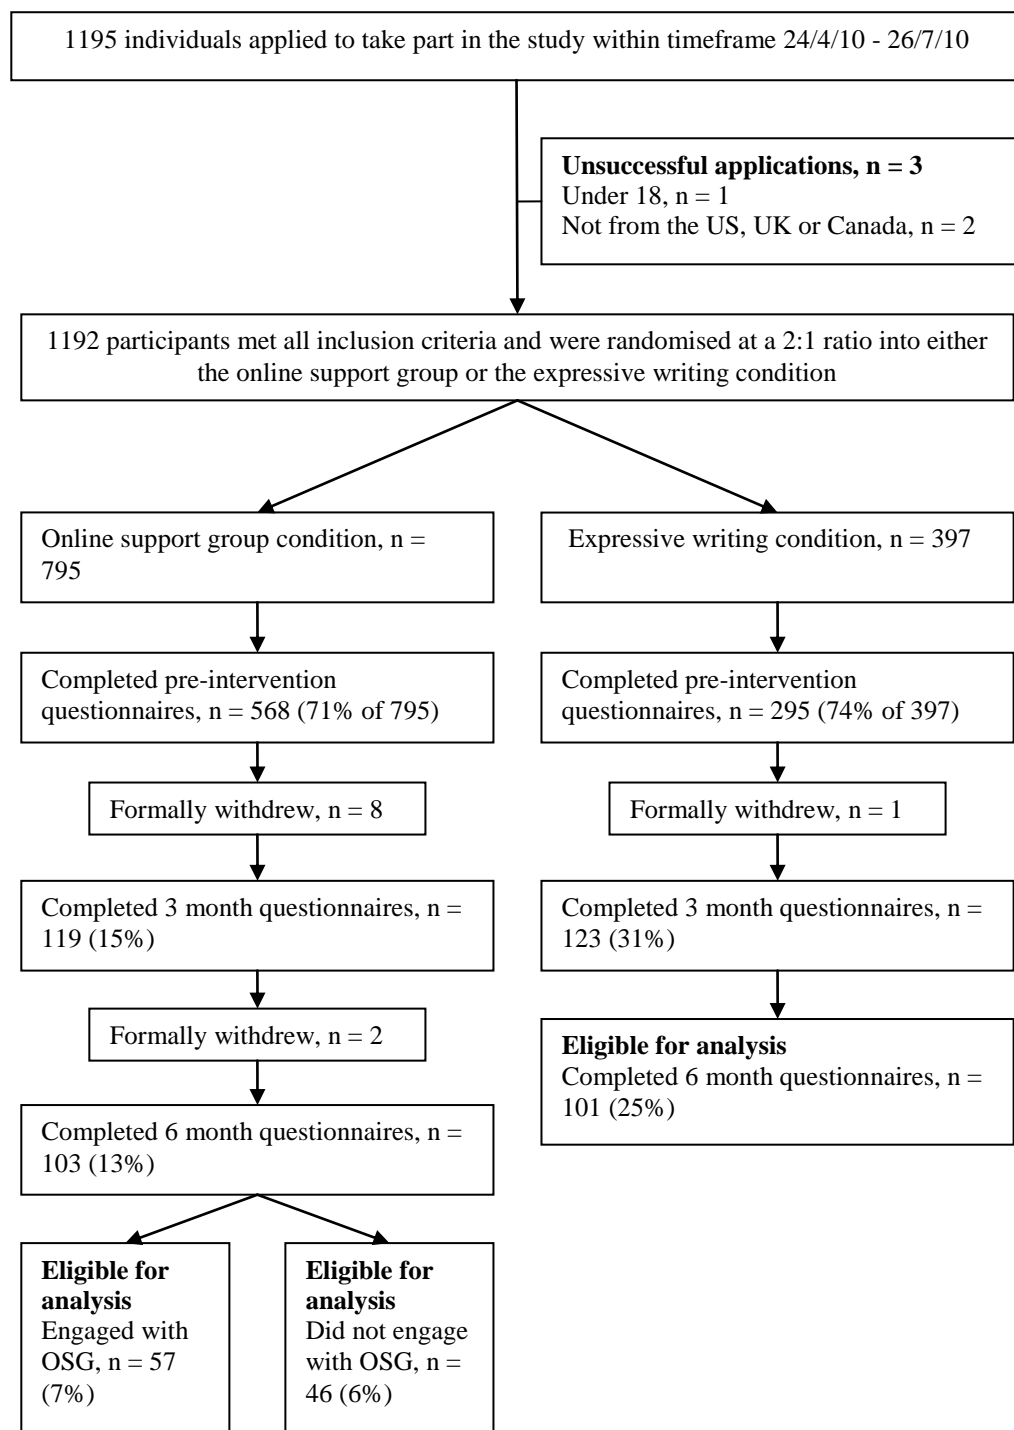 1195 individuals applied to take part in the study within timeframe 24/4/10 - 26/7/10
Unsuccessful applications, n = 3
Under 18, n = 1
Not from the US, UK or Canada, n = 2
1192 participants met all inclusion criteria and were randomised at a 2:1 ratio into either
the online support group or the expressive writing condition
Online support group condition, n =
795
Expressive writing condition, n = 397
Completed pre-intervention
questionnaires, n = 568 (71% of 795)
Completed pre-intervention
questionnaires, n = 295 (74% of 397)
Formally withdrew, n = 8
Formally withdrew, n = 1
Completed 3 month questionnaires, n =
119 (15%)
Completed 3 month questionnaires, n =
123 (31%)
Formally withdrew, n = 2
Eligible for analysis
Completed 6 month questionnaires, n =
101 (25%)
Completed 6 month questionnaires, n =
103 (13%)
Eligible for
analysis
Engaged with
OSG, n = 57
(7%)
Eligible for
analysis
Did not engage
with OSG, n =
46 (6%)